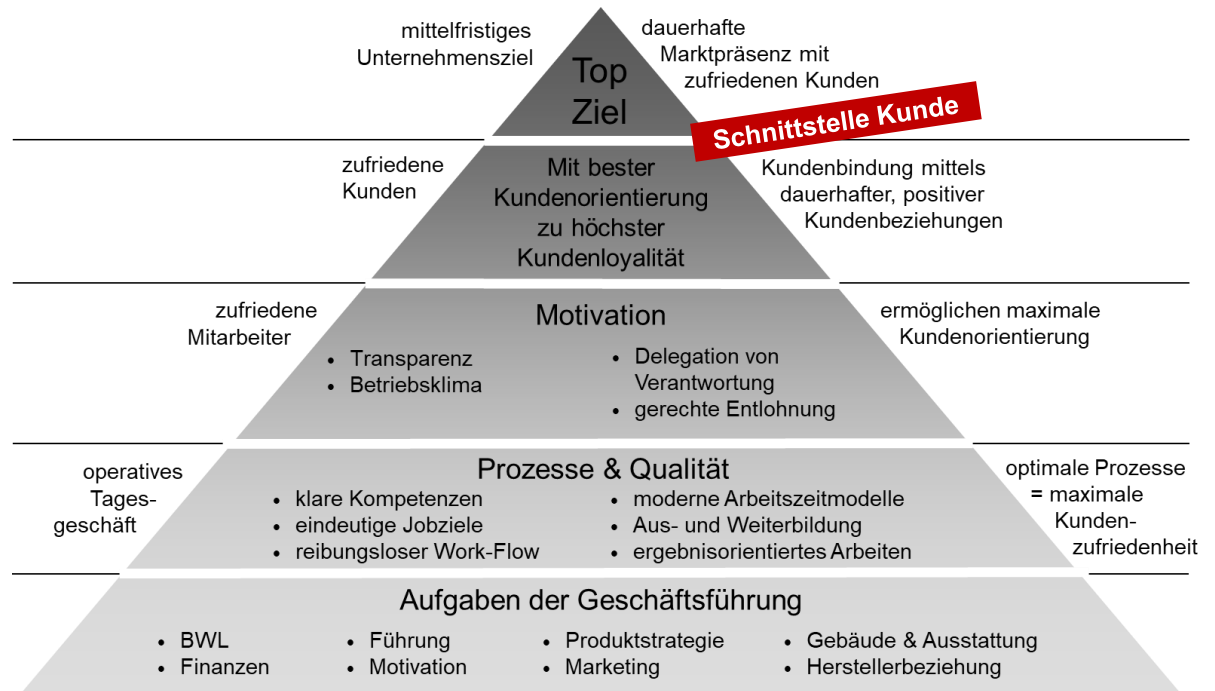 mittelfristiges
Unternehmensziel
Top
Ziel
dauerhafte
Marktpräsenz mit
zufriedenen Kunden
Schnittstelle Kunde
zufriedene
Kunden
Mit bester
Kundenorientierung
zu höchster
Kundenloyalität
Kundenbindung mittels
dauerhafter, positiver
Kundenbeziehungen
zufriedene
Mitarbeiter
Motivation
• Transparenz
• Betriebsklima
• Delegation von
Verantwortung
• gerechte Entlohnung
ermöglichen maximale
Kundenorientierung
operatives
Tages-
geschäft
Prozesse & Qualität
• klare Kompetenzen
• eindeutige Jobziele
• reibungsloser Work-Flow
• moderne Arbeitszeitmodelle
• Aus- und Weiterbildung
• ergebnisorientiertes Arbeiten
optimale Prozesse
= maximale
Kunden-
zufriedenheit
Aufgaben der Geschäftsführung
• BWL
• Finanzen
• Führung
• Motivation
• Produktstrategie
• Marketing
• Gebäude & Ausstattung
• Herstellerbeziehung